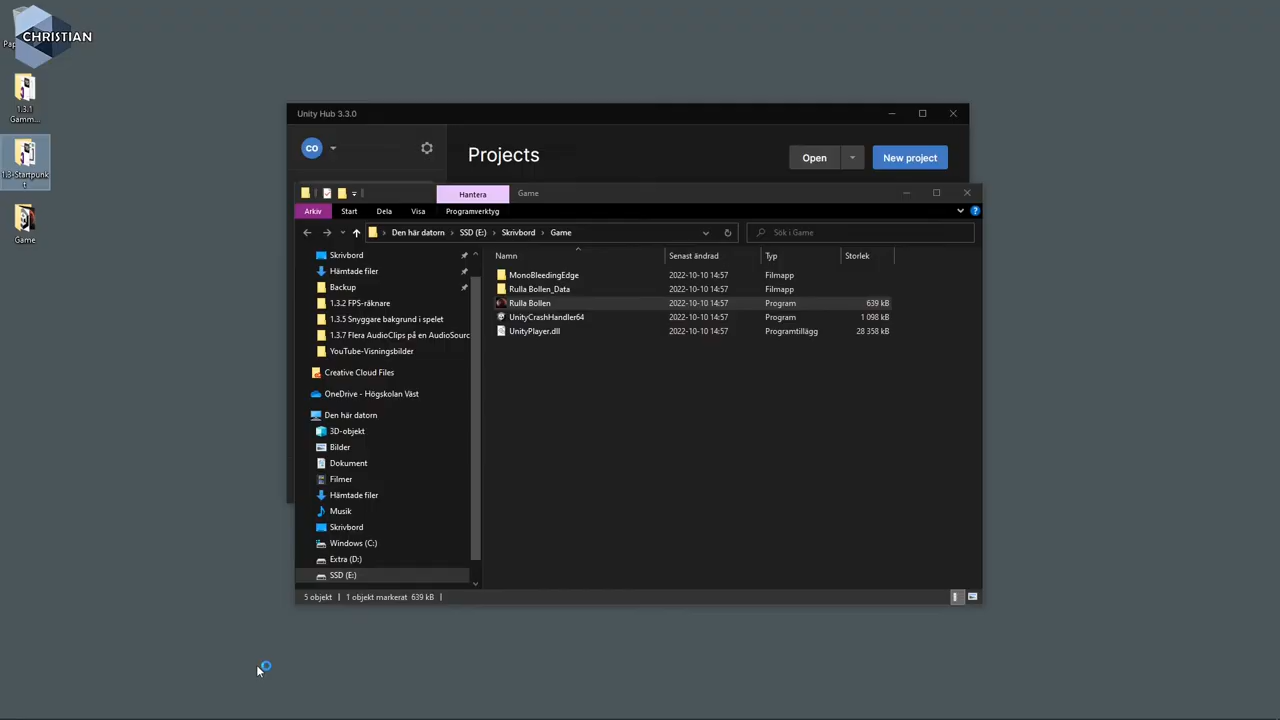 CHRISTIAN
1.3.1
Gamm...
1.3-Startpunk
t
Game
Unity Hub 3.3.0
CO
Projects
Open
New project
Hantera
Game
Arkiv
Start
Dela
Visa
Programverktyg
Den här datorn
SSD (E:)
Skrivbord
Game
Sök i Game
Namn
Senast ändrad
Typ
Storlek
Skrivbord
Hämtade filer
Backup
1.3.2 FPS-räknare
1.3.5 Snyggare bakgrund i spelet
1.3.7 Flera AudioClips på en AudioSourc
YouTube-Visningsbilder
Creative Cloud Files
OneDrive - Högskolan Väst
Den här datorn
3D-objekt
Bilder
Dokument
Filmer
Hämtade filer
Musik
Skrivbord
Windows (C:)
Extra (D:)
SSD (E:)
MonoBleedingEdge 2022-10-10 14:57 Filmapp
Rulla Bollen_Data 2022-10-10 14:57 Filmapp
Rulla Bollen 2022-10-10 14:57 Program 639 kB
UnityCrashHandler64 2022-10-10 14:57 Program 1 098 kB
UnityPlayer.dll 2022-10-10 14:57 Programtillägg 28 358 kB
5 objekt
1 objekt markerat 639 kB